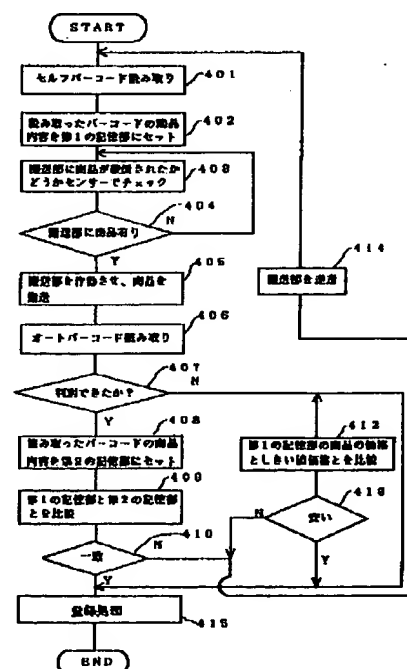 START
セルフバーコード読み取り
401
読み取ったバーコードの商品
内容を第1の記憶部にセット
402
搬送部に商品が載置されたか
どうかセンサーでチェック
403
搬送部に商品有り
404
N
Y
搬送部を作動させ、商品を
搬送
405
オートバーコード読み取り
406
判別できたか?
407
N
Y
読み取ったバーコードの商品
内容を第2の記憶部にセット
408
第1の記憶部と第2の記憶部
とを比較
409
一致
410
N
Y
第1の記憶部の商品の価格
としきい値価格とを比較
412
安い
413
N
Y
搬送部を逆送
414
登録処理
415
END